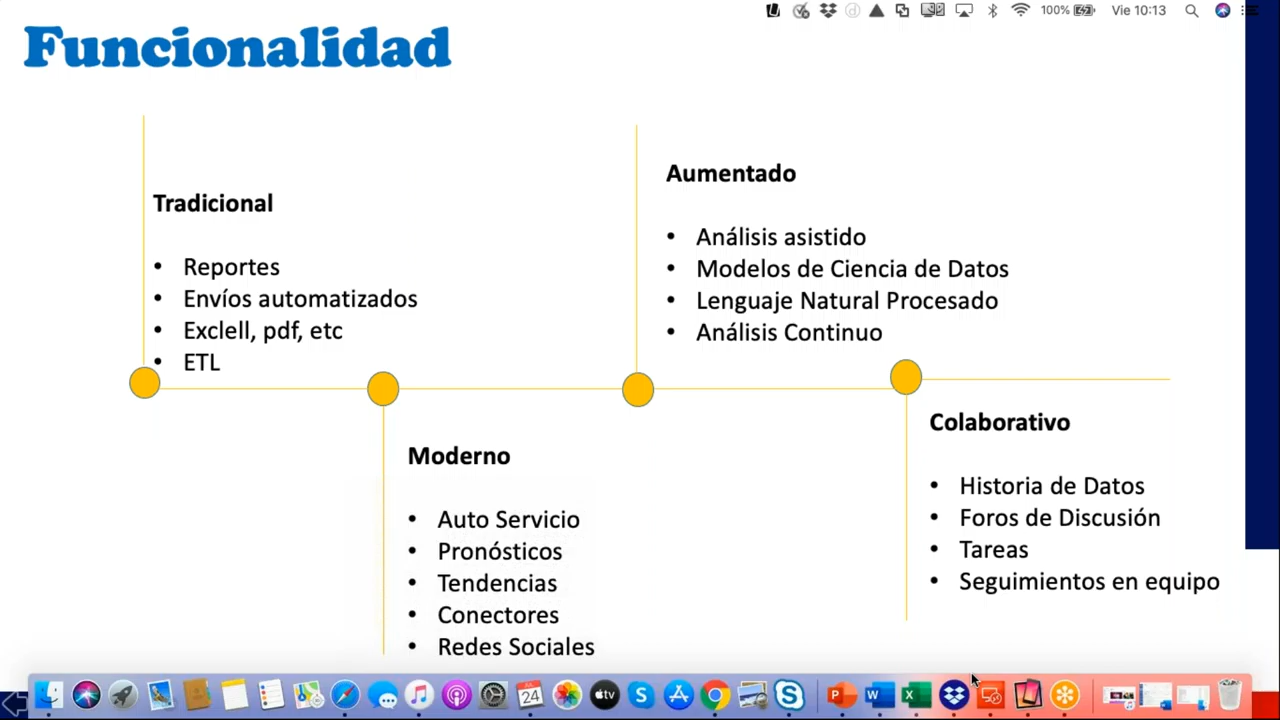 100%
Vie 10:13
Funcionalidad
Tradicional
• Reportes
• Envíos automatizados
• Exclell, pdf, etc
• ETL
Moderno
• Auto Servicio
• Pronósticos
• Tendencias
• Conectores
• Redes Sociales
Aumentado
• Análisis asistido
• Modelos de Ciencia de Datos
• Lenguaje Natural Procesado
• Análisis Continuo
Colaborativo
• Historia de Datos
• Foros de Discusión
• Tareas
• Seguimientos en equipo
24
tv
S
S
P
W
X